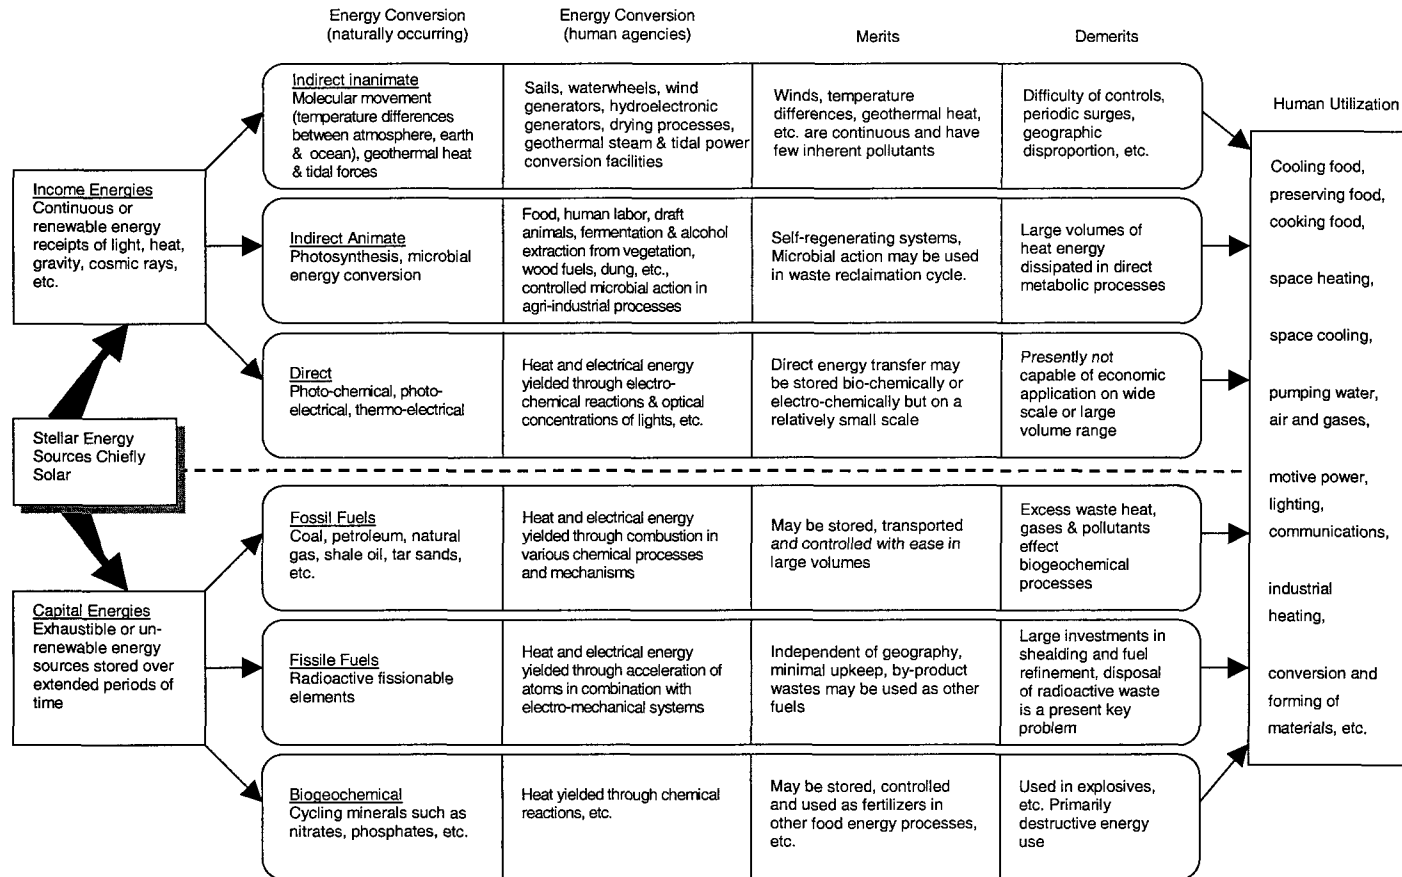 Energy Conversion
(naturally occurring)
Energy Conversion
(human agencies)
Merits
Demerits
Human Utilization
Income Energies
Continuous or
renewable energy
receipts of light, heat,
gravity, cosmic rays,
etc.
Stellar Energy
Sources Chiefly
Solar
Capital Energies
Exhaustible or un-
renewable energy
sources stored over
extended periods of
time
Indirect inanimate
Molecular movement
(temperature differences
between atmosphere, earth
& ocean), geothermal heat
& tidal forces
Sails, waterwheels, wind
generators, hydroelectronic
generators, drying processes,
geothermal steam & tidal power
conversion facilities
Winds, temperature
differences, geothermal heat,
etc. are continuous and have
few inherent pollutants
Difficulty of controls,
periodic surges,
geographic
disproportion, etc.
Indirect Animate
Photosynthesis, microbial
energy conversion
Food, human labor, draft
animals, fermentation & alcohol
extraction from vegetation,
wood fuels, dung, etc.,
controlled microbial action in
agri-industrial processes
Self-regenerating systems,
Microbial action may be used
in waste reclaimation cycle.
Large volumes of
heat energy
dissipated in direct
metabolic processes
Direct
Photo-chemical, photo-
electrical, thermo-electrical
Heat and electrical energy
yielded through electro-
chemical reactions & optical
concentrations of lights, etc.
Direct energy transfer may
be stored bio-chemically or
electro-chemically but on a
relatively small scale
Presently not
capable of economic
application on wide
scale or large
volume range
Fossil Fuels
Coal, petroleum, natural
gas, shale oil, tar sands,
etc.
Heat and electrical energy
yielded through combustion in
various chemical processes
and mechanisms
May be stored, transported
and controlled with ease in
large volumes
Excess waste heat,
gases & pollutants
effect
biogeochemical
processes
Fissile Fuels
Radioactive fissionable
elements
Heat and electrical energy
yielded through acceleration of
atoms in combination with
electro-mechanical systems
Independent of geography,
minimal upkeep, by-product
wastes may be used as other
fuels
Large investments in
shealding and fuel
refinement, disposal
of radioactive waste
is a present key
problem
Biogeochemical
Cycling minerals such as
nitrates, phosphates, etc.
Heat yielded through chemical
reactions, etc.
May be stored, controlled
and used as fertilizers in
other food energy processes,
etc.
Used in explosives,
etc. Primarily
destructive energy
use
Cooling food,
preserving food,
cooking food,
space heating,
space cooling,
pumping water,
air and gases,
motive power,
lighting,
communications,
industrial
heating,
conversion and
forming of
materials, etc.